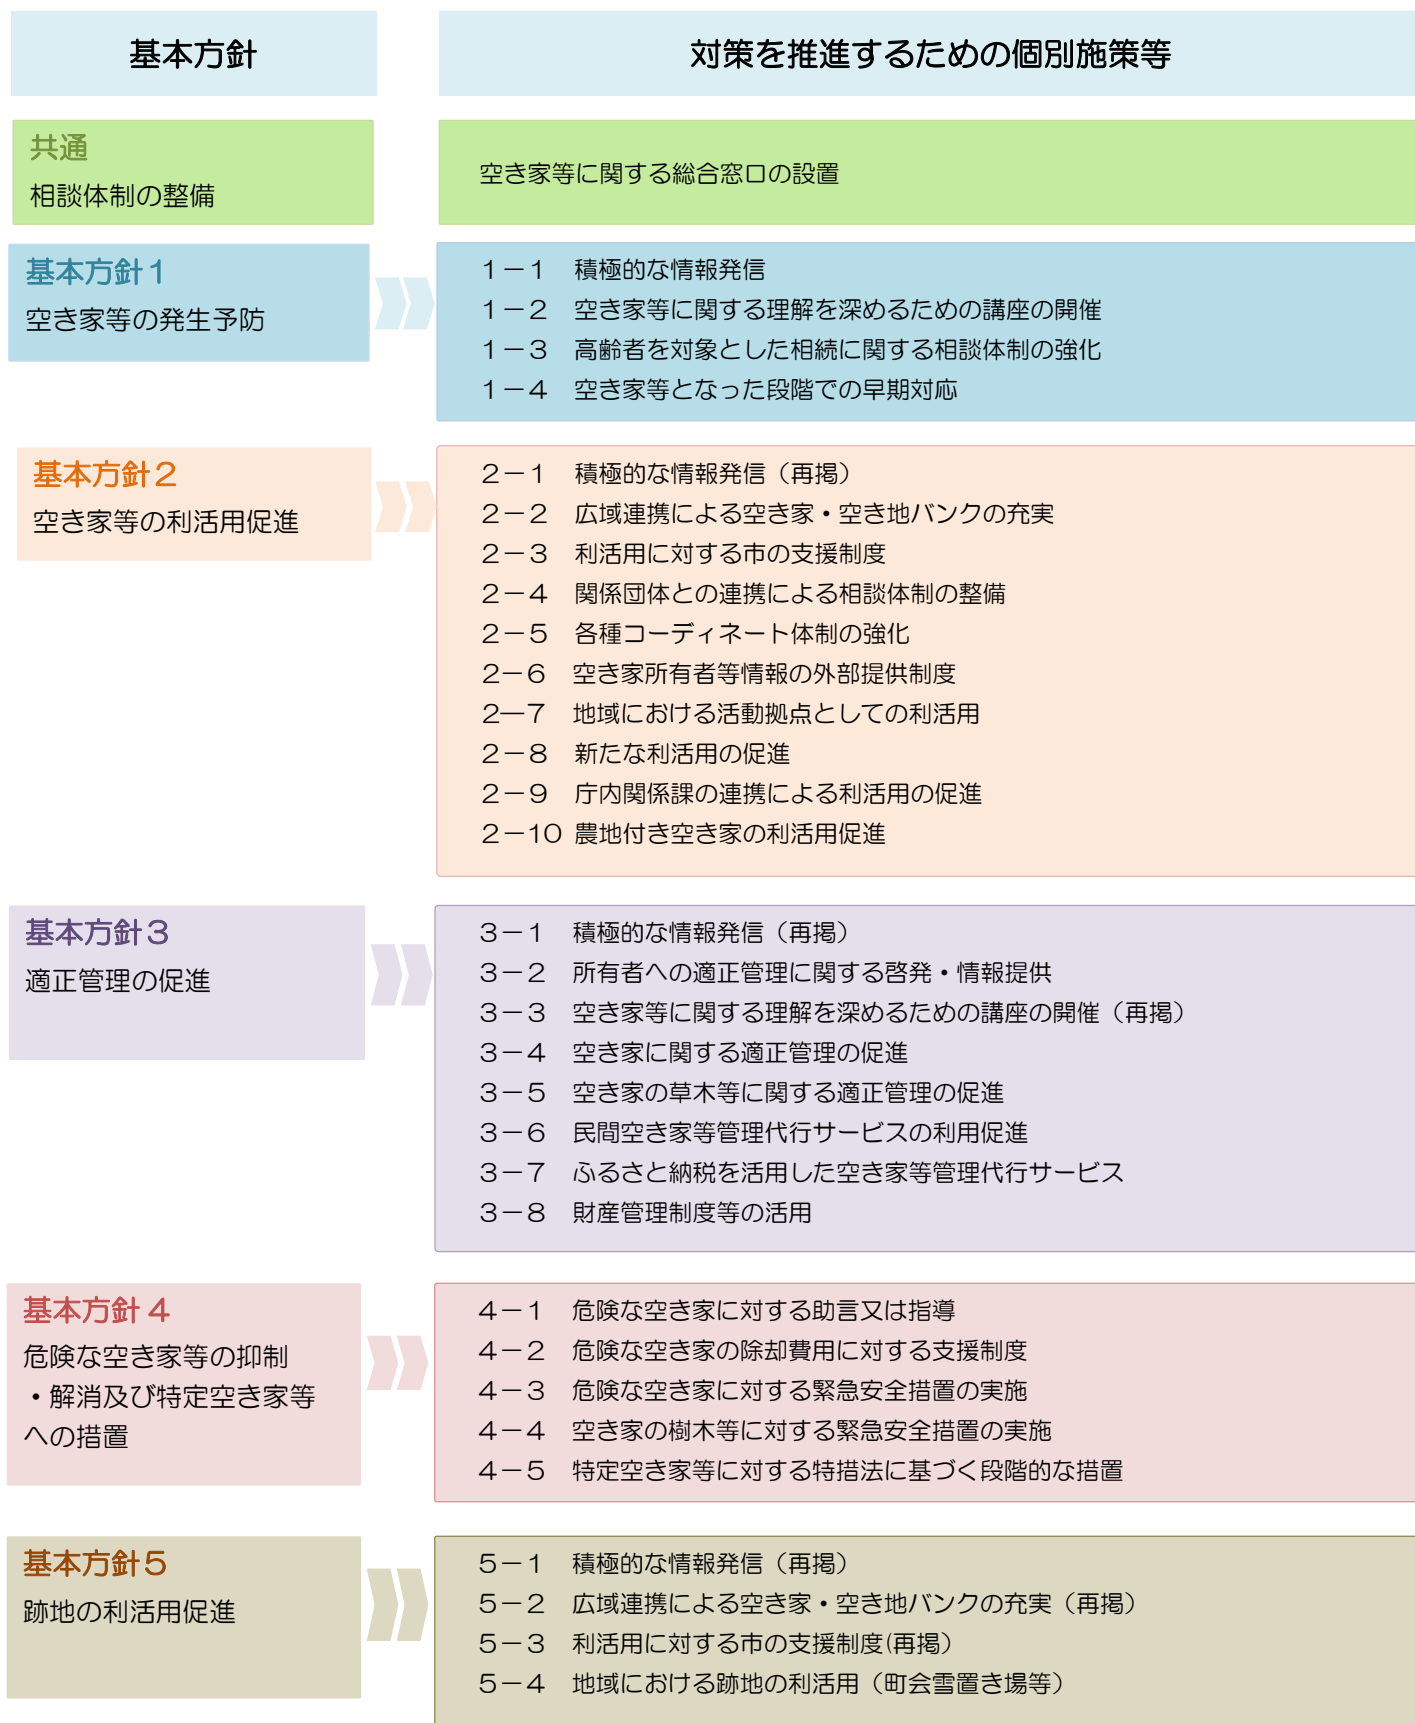 基本方針
対策を推進するための個別施策等
共通
相談体制の整備
空き家等に関する総合窓口の設置
基本方針１
空き家等の発生予防
１－１　積極的な情報発信
１－２　空き家等に関する理解を深めるための講座の開催
１－３　高齢者を対象とした相続に関する相談体制の強化
１－４　空き家等となった段階での早期対応
基本方針２
空き家等の利活用促進
２－１　積極的な情報発信（再掲）
２－２　広域連携による空き家・空き地バンクの充実
２－３　利活用に対する市の支援制度
２－４　関係団体との連携による相談体制の整備
２－５　各種コーディネート体制の強化
２－６　空き家所有者等情報の外部提供制度
２―７　地域における活動拠点としての利活用
２－８　新たな利活用の促進
２－９　庁内関係課の連携による利活用の促進
２－10 農地付き空き家の利活用促進
基本方針３
適正管理の促進
３－１　積極的な情報発信（再掲）
３－２　所有者への適正管理に関する啓発・情報提供
３－３　空き家等に関する理解を深めるための講座の開催（再掲）
３－４　空き家に関する適正管理の促進
３－５　空き家の草木等に関する適正管理の促進
３－６　民間空き家等管理代行サービスの利用促進
３－７　ふるさと納税を活用した空き家等管理代行サービス
３－８　財産管理制度等の活用
基本方針４
危険な空き家等の抑制
・解消及び特定空き家等
への措置
４－１　危険な空き家に対する助言又は指導
４－２　危険な空き家の除却費用に対する支援制度
４－３　危険な空き家に対する緊急安全措置の実施
４－４　空き家の樹木等に対する緊急安全措置の実施
４－５　特定空き家等に対する特措法に基づく段階的な措置
基本方針５
跡地の利活用促進
５－１　積極的な情報発信（再掲）
５－２　広域連携による空き家・空き地バンクの充実（再掲）
５－３　利活用に対する市の支援制度(再掲）
５－４　地域における跡地の利活用（町会雪置き場等）